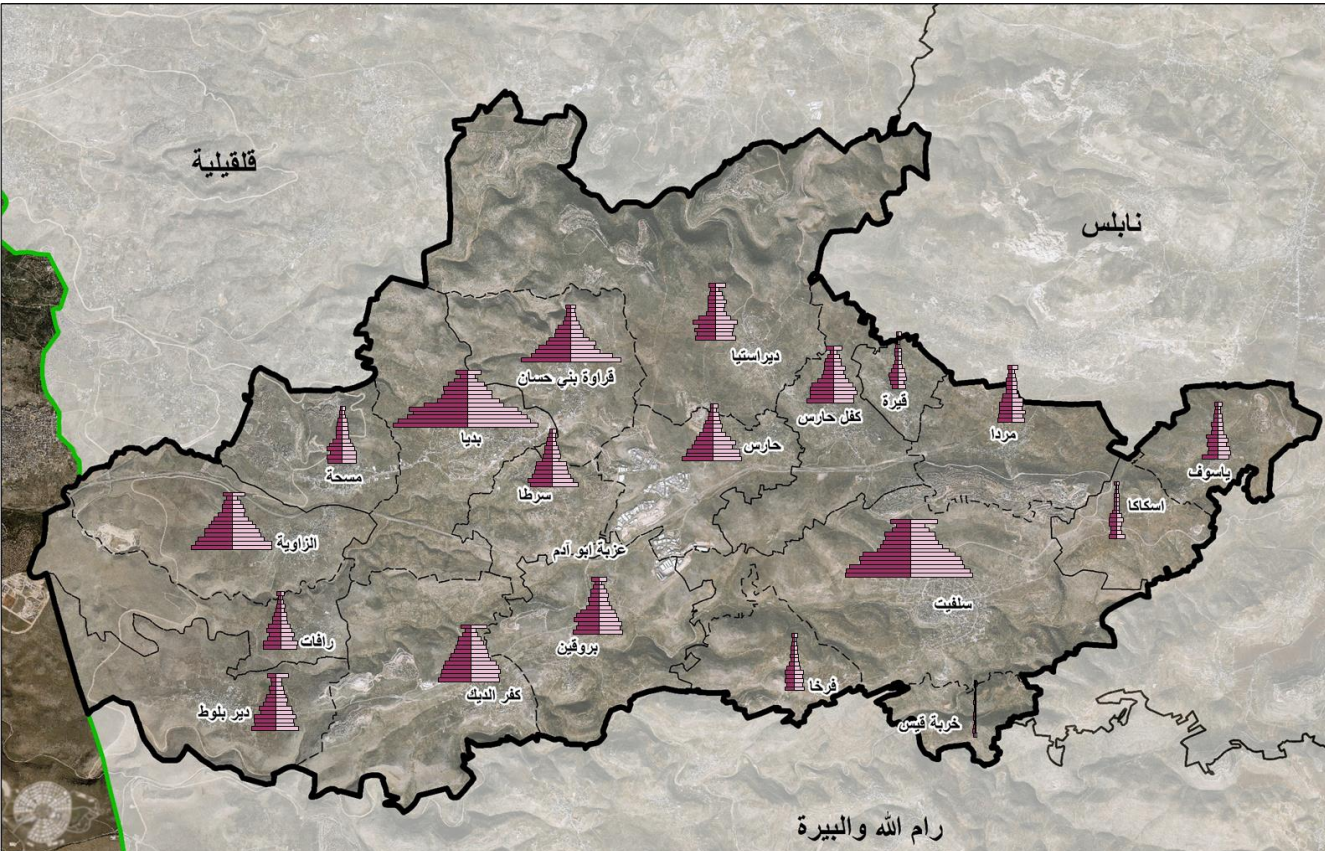 قلقيلية
نابلس
ديراستيا
قراوة بني حسان
قيرة
كفل حارس
بديا
مردا
حارس
ياسوف
مسحة
سرطا
اسكاكا
الزاوية
عزبة ابو آدم
سلفيت
رافات
بروقين
فرخا
كفر الديك
دير بلوط
خربة قيس
رام الله والبيرة